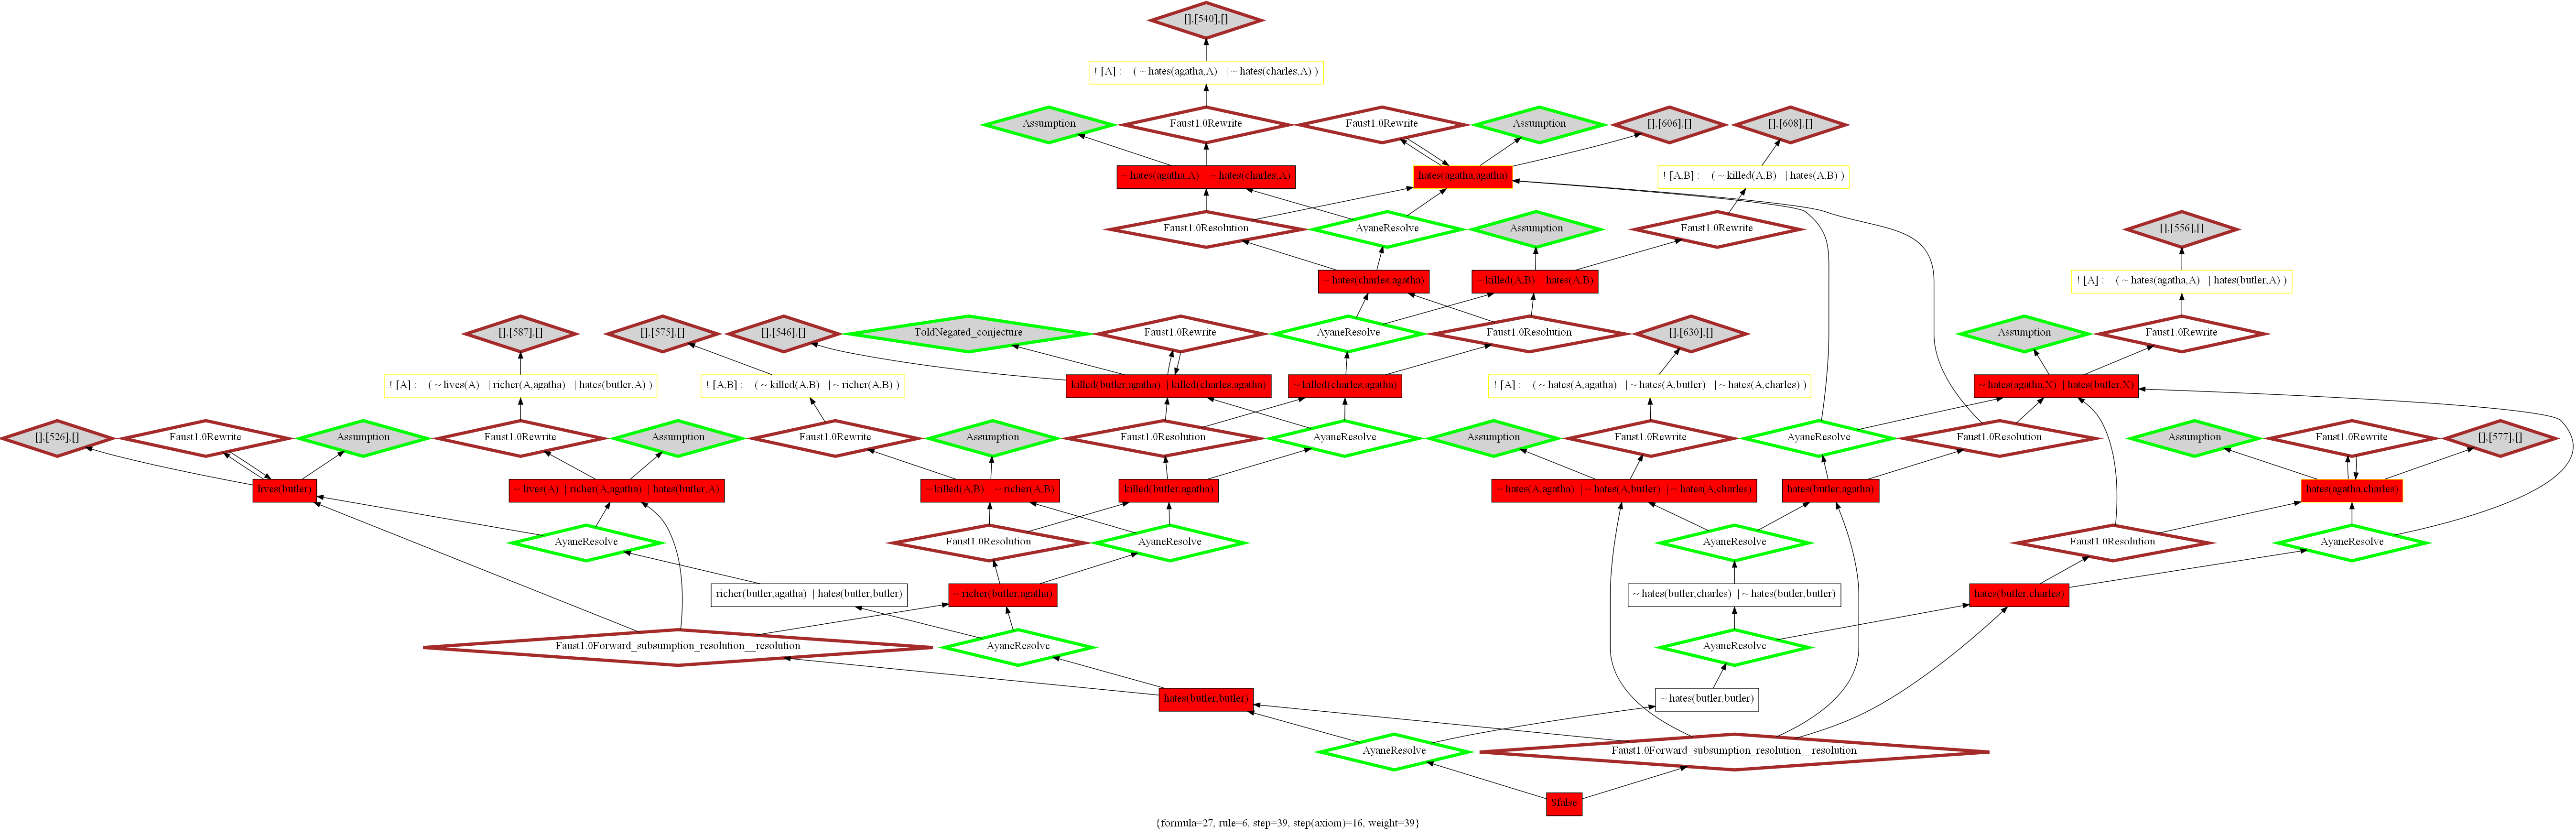 [].[540].[]
! [A] : ( ~ hates(agatha,A) | ~ hates(charles,A) )
Assumption
Faust1.0Rewrite
Faust1.0Rewrite
Assumption
[].[606].[]
[].[608].[]
~ hates(agatha,A) | ~ hates(charles,A)
hates(agatha,agatha)
! [A,B] : ( ~ killed(A,B) | hates(A,B) )
Faust1.0Resolution
AyaneResolve
Assumption
Faust1.0Rewrite
[].[556].[]
~ hates(charles,agatha)
~ killed(A,B) | hates(A,B)
! [A] : ( ~ hates(agatha,A) | hates(butler,A) )
[].[587].[]
[].[575].[]
[].[546].[]
ToldNegated_conjecture
Faust1.0Rewrite
AyaneResolve
Faust1.0Resolution
[].[630].[]
Assumption
Faust1.0Rewrite
! [A] : ( ~ lives(A) | richer(A,agatha) | hates(butler,A) )
! [A,B] : ( ~ killed(A,B) | ~ richer(A,B) )
killed(butler,agatha) | killed(charles,agatha)
~ killed(charles,agatha)
! [A] : ( ~ hates(A,agatha) | ~ hates(A,butler) | ~ hates(A,charles) )
~ hates(agatha,X) | hates(butler,X)
[].[526].[]
Faust1.0Rewrite
Assumption
Faust1.0Rewrite
Assumption
Faust1.0Rewrite
Assumption
Faust1.0Resolution
AyaneResolve
Assumption
Faust1.0Rewrite
AyaneResolve
Faust1.0Resolution
Assumption
Faust1.0Rewrite
[].[577].[]
lives(butler)
~ lives(A) | richer(A,agatha) | hates(butler,A)
~ killed(A,B) | ~ richer(A,B)
killed(butler,agatha)
~ hates(A,agatha) | ~ hates(A,butler) | ~ hates(A,charles)
hates(butler,agatha)
hates(agatha,charles)
AyaneResolve
Faust1.0Resolution
AyaneResolve
AyaneResolve
Faust1.0Resolution
AyaneResolve
richer(butler,agatha) | hates(butler,butler)
~ richer(butler,agatha)
~ hates(butler,charles) | ~ hates(butler,butler)
hates(butler,charles)
Faust1.0Forward_subsumption_resolution__resolution
AyaneResolve
AyaneResolve
hates(butler,butler)
~ hates(butler,butler)
AyaneResolve
Faust1.0Forward_subsumption_resolution__resolution
$false
{formula=27, rule=6, step=39, step(axiom)=16, weight=39}